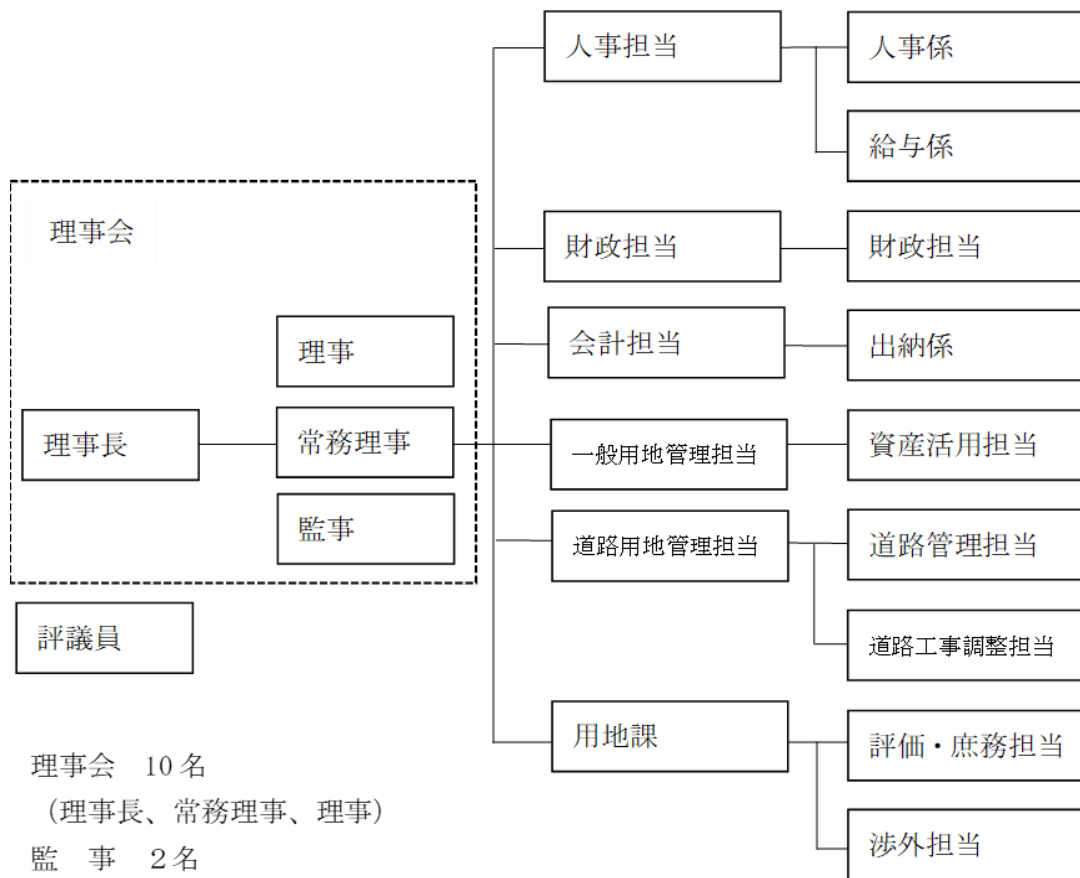 人事担当
人事係
給与係
理事会
財政担当
財政担当
会計担当
出納係
理事
理事長
常務理事
一般用地管理担当
資産活用担当
監事
道路用地管理担当
道路管理担当
評議員
道路工事調整担当
用地課
評価・庶務担当
渉外担当
理事会 10名
（理事長、常務理事、理事）
監 事 2名